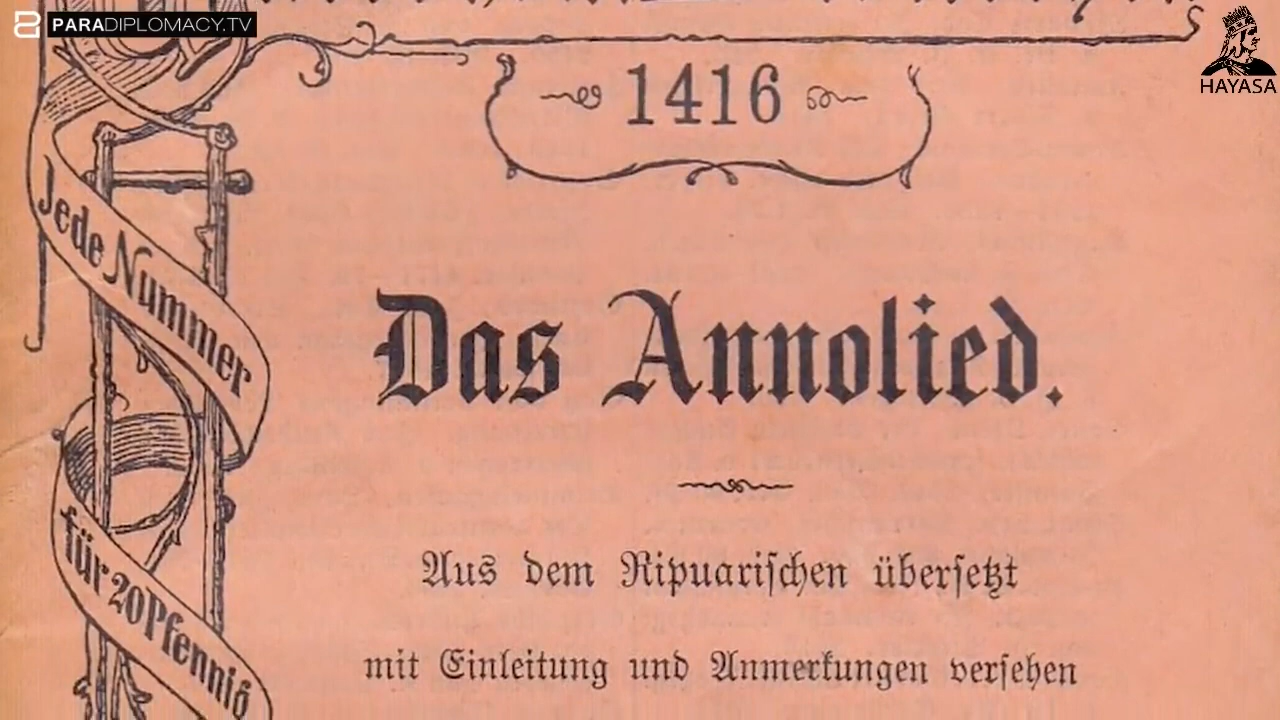 PARADIPLOMACY.TV
HAYASA
1416
Jede Nummer
für 20 Pfennig
Das Annolied.
Aus dem Ripuarischen übersetzt
mit Einleitung und Anmerkungen versehen